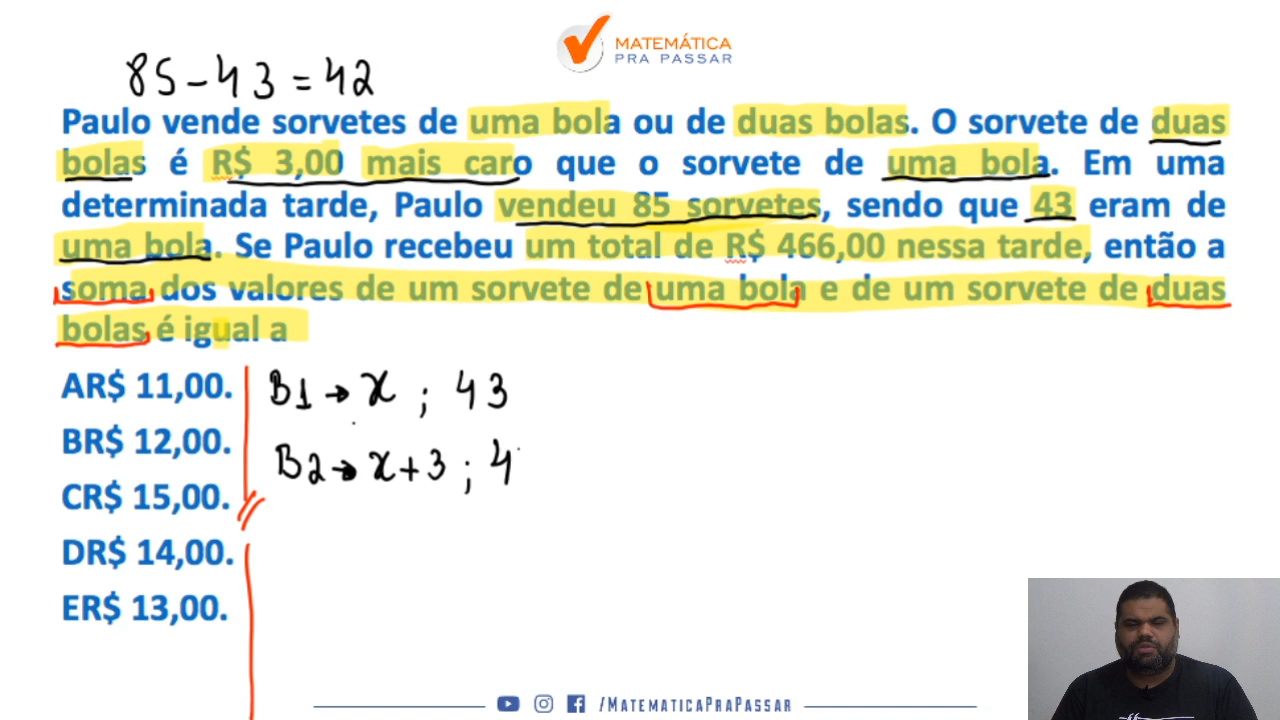 MATEMÁTICA
PRA PASSAR
85-43=42
Paulo vende sorvetes de uma bola ou de duas bolas. O sorvete de duas
bolas é R$ 3,00 mais caro que o sorvete de uma bola. Em uma
determinada tarde, Paulo vendeu 85 sorvetes, sendo que 43 eram de
uma bola. Se Paulo recebeu um total de R$ 466,00 nessa tarde, então a
soma dos valores de um sorvete de uma bola e de um sorvete de duas
bolas é igual a
AR$ 11,00.
B1→x ; 43
BR$ 12,00.
B2→x+3 ; 4
CR$ 15,00.
DR$ 14,00.
ER$ 13,00.
/MATEMATICAPRAPASSAR